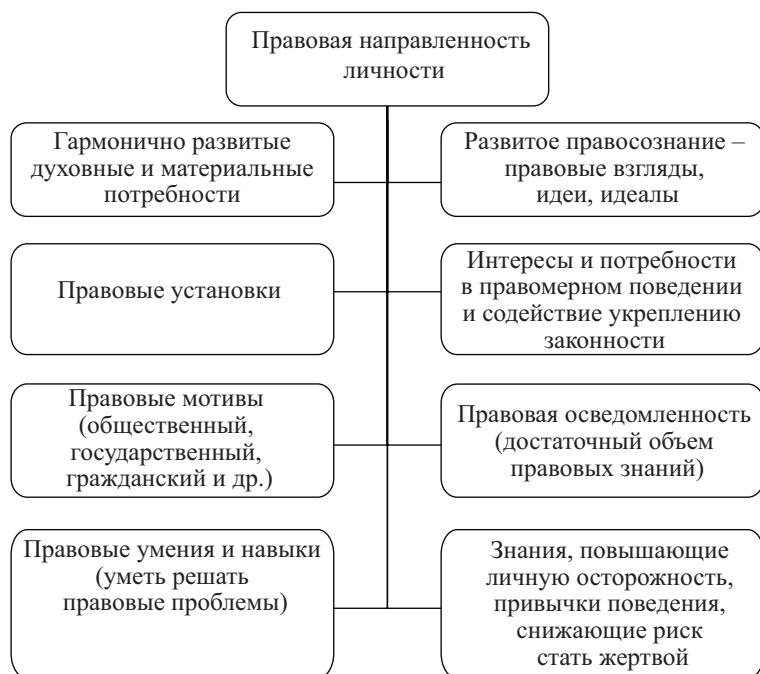 Правовая направленность
личности
Гармонично развитые
духовные и материальные
потребности
Развитое правосознание –
правовые взгляды,
идеи, идеалы
Правовые установки
Интересы и потребности
в правомерном поведении
и содействие укреплению
законности
Правовые мотивы
(общественный,
государственный,
гражданский и др.)
Правовая осведомленность
(достаточный объем
правовых знаний)
Правовые умения и навыки
(уметь решать
правовые проблемы)
Знания, повышающие
личную осторожность,
привычки поведения,
снижающие риск
стать жертвой